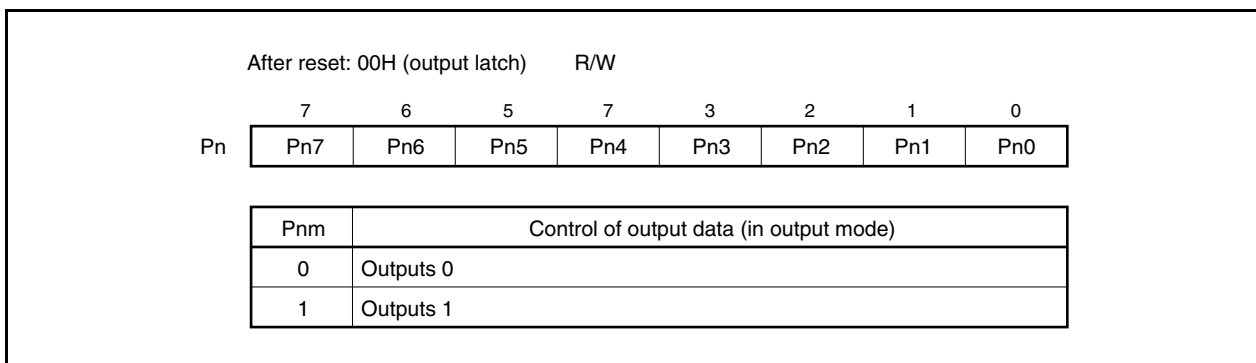 After reset: 00H (output latch) R/W
7 6 5 7 3 2 1 0
Pn Pn7 Pn6 Pn5 Pn4 Pn3 Pn2 Pn1 Pn0
Pnm Control of output data (in output mode)
0 Outputs 0
1 Outputs 1